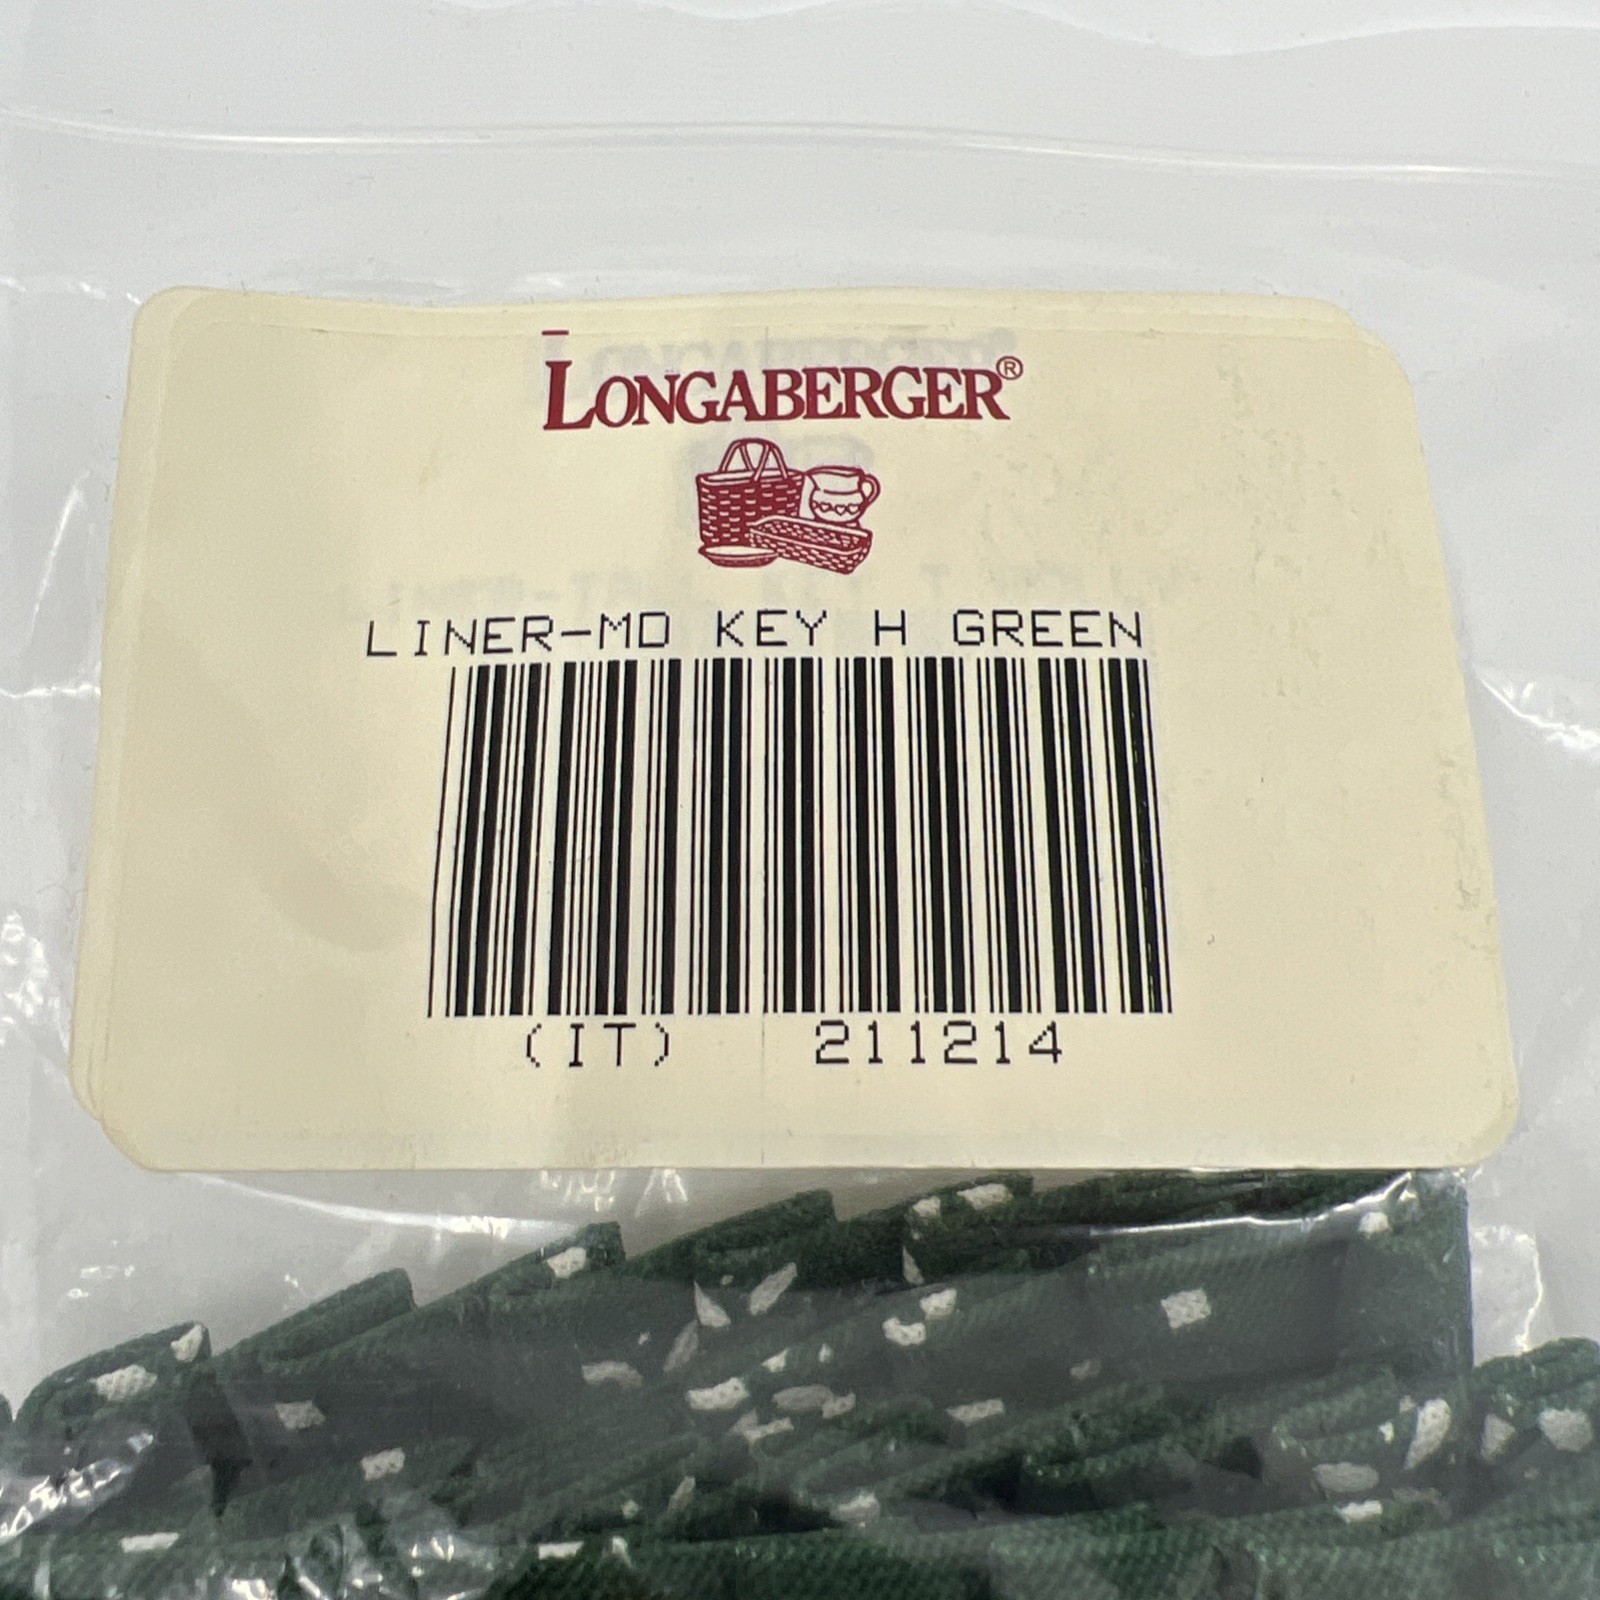 LONGABERGER®
LINER-MD KEY H GREEN
(IT) 211214